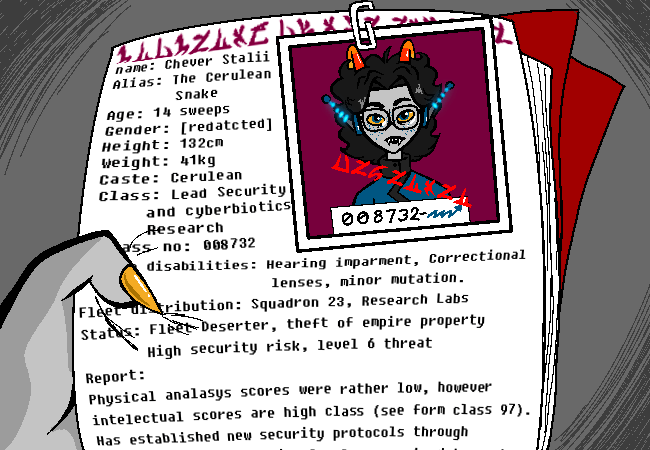 name: Chever Stalii
Alias: The Cerulean
Snake
Age: 14 sweeps
Gender: [redatcted]
Height: 132cm
Weight: 41kg
Caste: Cerulean
Class: Lead Security
and cyberbiotics
Research
ass no: 008732
disabilities: Hearing imparment, Correctional
lenses, minor mutation.
Fleet distribution: Squadron 23, Research Labs
Status: Fleet Deserter, theft of empire property
High security risk, level 6 threat
Report:
Physical analasys scores were rather low, however
intelectual scores are high class (see form class 97).
Has established new security protocols through
008732-